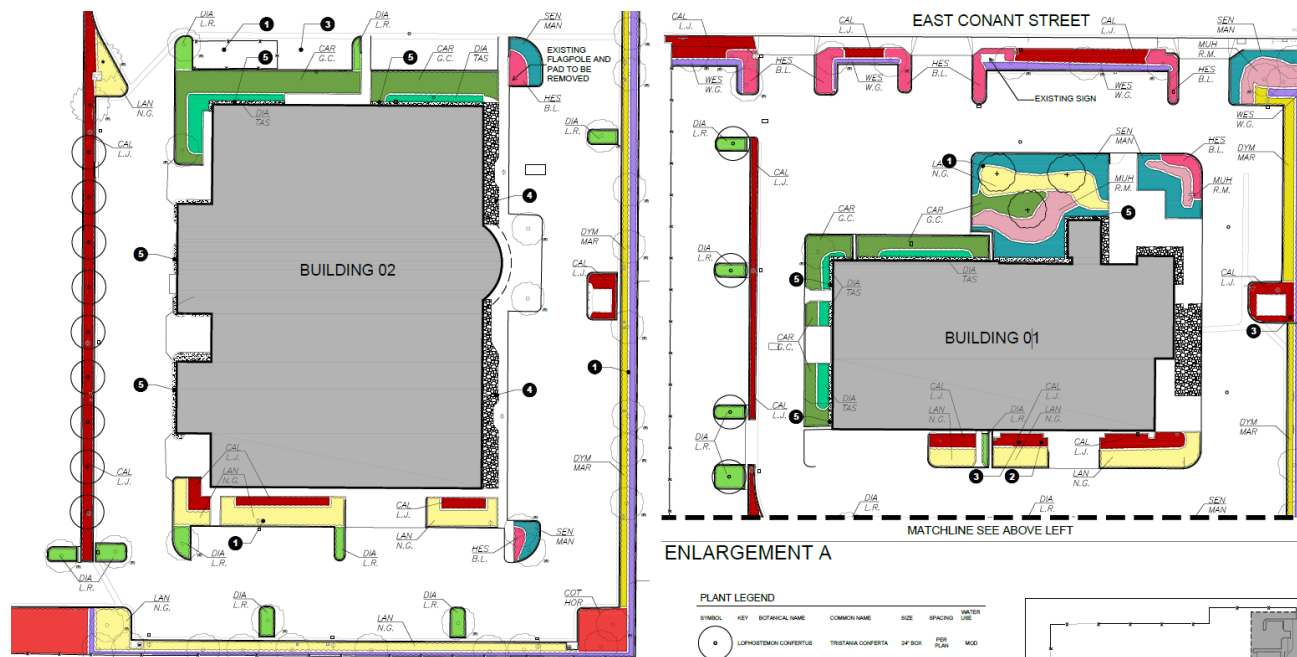 DIA
L.R.
1
3
DIA
L.R.
SEN
MAN
EXISTING
FLAGPOLE AND
PAD TO BE
REMOVED
5
CAR
G.C.
5
CAR
G.C.
DIA
TAS
LAN
N.G.
DIA
TAS
HES
B.L.
DIA
L.R.
CAL
L.J.
4
DYM
MAR
5
BUILDING 02
CAL
L.J.
1
5
4
CAL
L.J.
CAL
L.J.
LAN
N.G.
DYM
MAR
CAL
L.J.
1
LAN
N.G.
SEN
MAN
HES
B.L.
DIA
L.R.
DIA
L.R.
DIA
L.R.
LAN
N.G.
DIA
L.R.
LAN
N.G.
DIA
L.R.
COT
HOR
EAST CONANT STREET
CAL
L.J.
CAL
L.J.
CAL
L.J.
SEN
MAN
MUH
R.M.
WES
W.G.
HES
B.L.
WES
W.G.
HES
B.L.
EXISTING SIGN
WES
W.G.
HES
B.L.
WES
W.G.
DIA
L.R.
SEN
MAN
HES
B.L.
DYM
MAR
1
LAN
N.G.
CAL
L.J.
MUH
R.M.
MUH
R.M.
CAR
G.C.
CAR
G.C.
5
DIA
L.R.
5
DIA
TAS
DIA
TAS
CAL
L.J.
3
CAR
G.C.
BUILDING 01
DIA
TAS
CAL
L.J.
5
CAL
L.J.
LAN
N.G.
DIA
L.R.
CAL
L.J.
LAN
N.G.
CAL
L.J.
DYM
MAR
DIA
L.R.
3
2
LAN
N.G.
DIA
L.R.
DIA
L.R.
SEN
MAN
MATCHLINE SEE ABOVE LEFT
ENLARGEMENT A
PLANT LEGEND
SYMBOL KEY BOTANICAL NAME COMMON NAME SIZE SPACING WATER USE
LOPHOSTEMON CONFERTUS TRISTANIA CONFERTA 24" BOX PER PLAN MOD